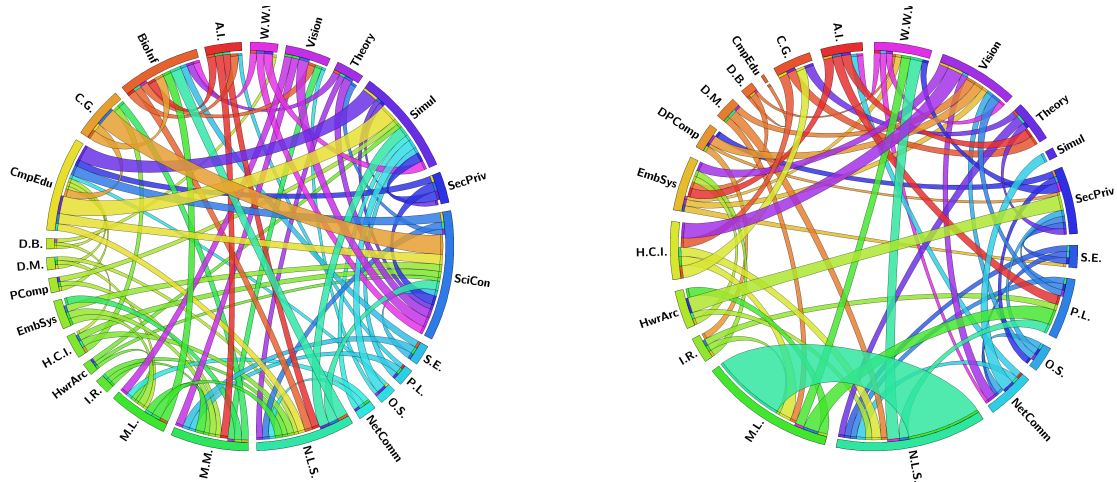 W.W.W
A.I.
Vision
Theory
BioInf
Simul
C.G.
CmpEdu
SecPriv
D.B.
D.M.
PComp
SciCon
EmbSys
H.C.I.
HwrArc
I.R.
S.E.
P.L.
O.S.
M.L.
NetComm
M.M.
N.L.S.
W.W.W
A.I.
C.G.
Vision
CmpEdu
D.B.
D.M.
Theory
DPComp
Simul
EmbSys
SecPriv
H.C.I.
S.E.
HwrArc
P.L.
I.R.
O.S.
NetComm
M.L.
N.L.S.